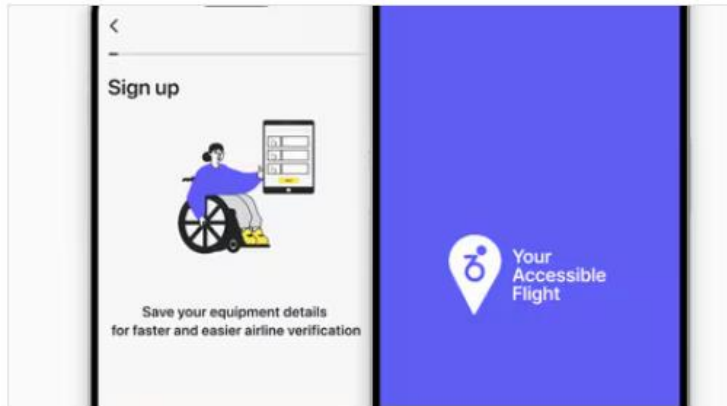 Sign up
Save your equipment details
for faster and easier airline verification
Your
Accessible
Flight